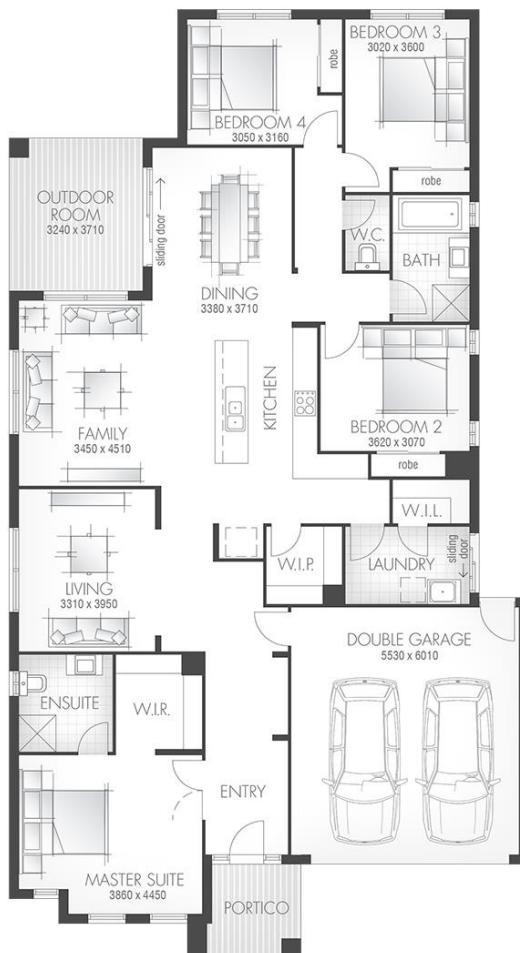 BEDROOM 3
3020 x 3600
robe
BEDROOM 4
3050 x 3160
robe
OUTDOOR
ROOM
3240 x 3710
sliding door
W.C.
BATH
DINING
3380 x 3710
KITCHEN
FAMILY
3450 x 4510
BEDROOM 2
3620 x 3070
robe
W.I.L.
LIVING
3310 x 3950
W.I.P.
LAUNDRY
sliding
door
DOUBLE GARAGE
5530 x 6010
ENSUITE
W.I.R.
ENTRY
MASTER SUITE
3860 x 4450
PORTICO